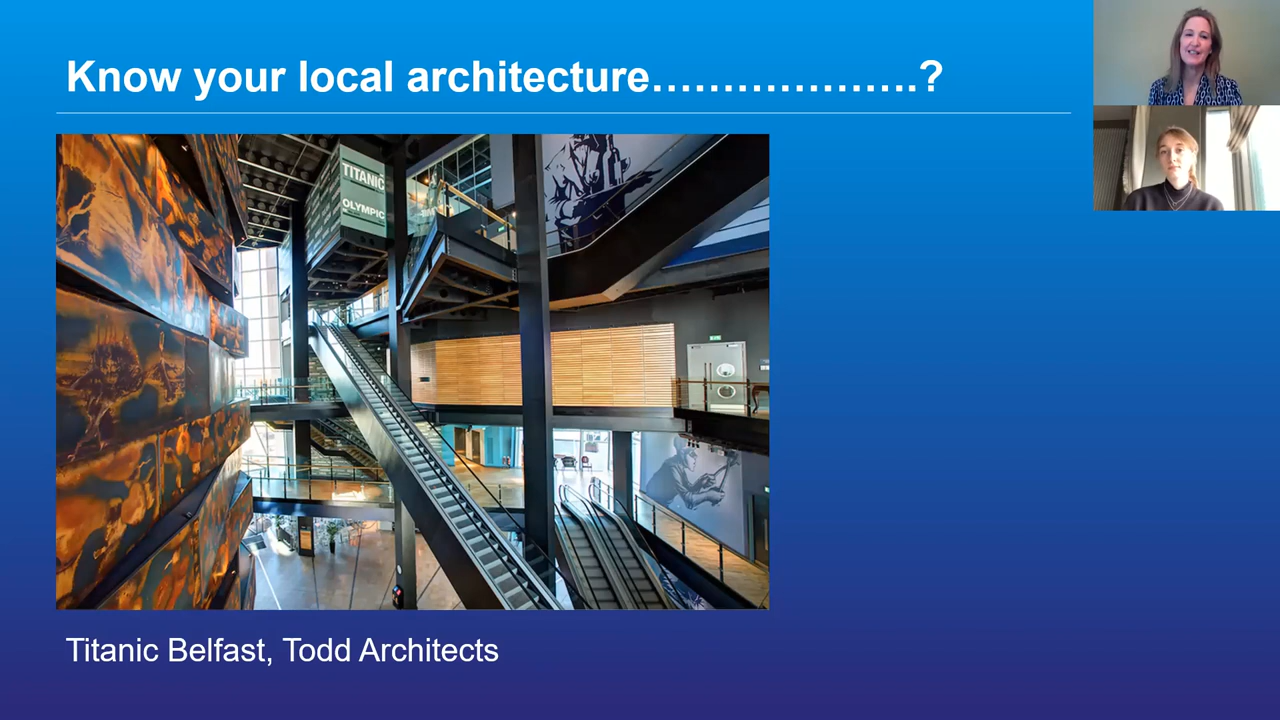 Know your local architecture……………….?
TITANIC
OLYMPIC
Titanic Belfast, Todd Architects